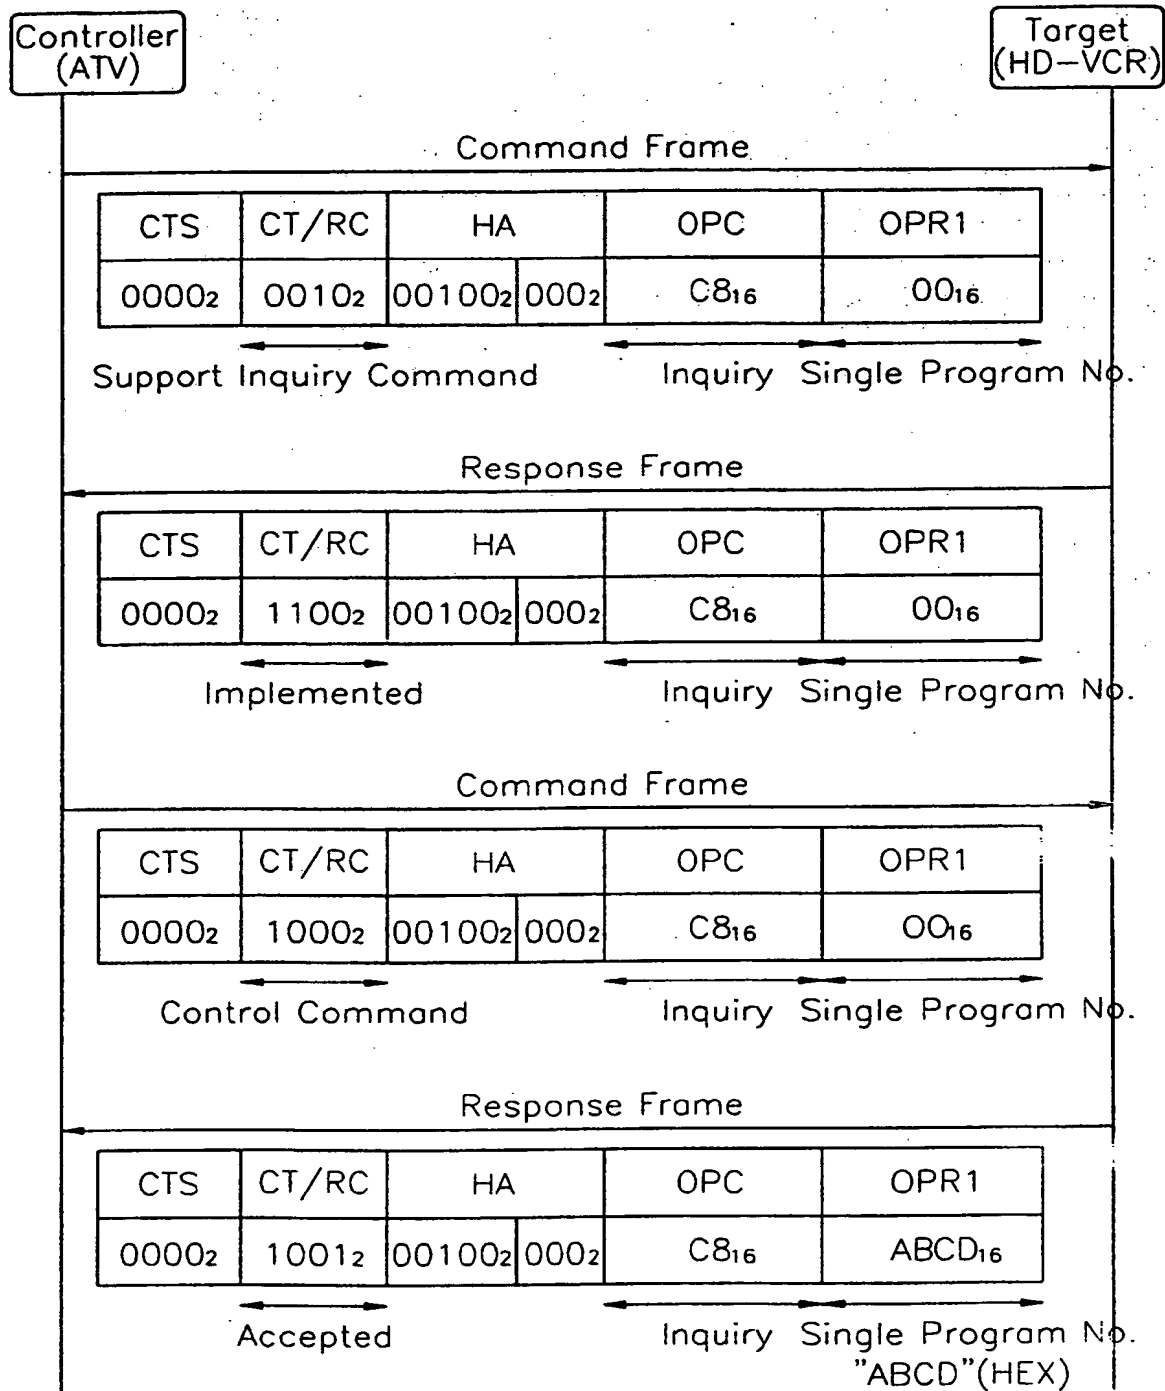 Controller
(ATV)
Target
(HD-VCR)
Command Frame
CTS CT/RC HA OPC OPR1
0000₂ 0010₂ 00100₂ 000₂ C8₁₆ 00₁₆
Support Inquiry Command Inquiry Single Program No.
Response Frame
CTS CT/RC HA OPC OPR1
0000₂ 1100₂ 00100₂ 000₂ C8₁₆ 00₁₆
Implemented Inquiry Single Program No.
Command Frame
CTS CT/RC HA OPC OPR1
0000₂ 1000₂ 00100₂ 000₂ C8₁₆ 00₁₆
Control Command Inquiry Single Program No.
Response Frame
CTS CT/RC HA OPC OPR1
0000₂ 1001₂ 00100₂ 000₂ C8₁₆ ABCD₁₆
Accepted Inquiry Single Program No.
"ABCD"(HEX)